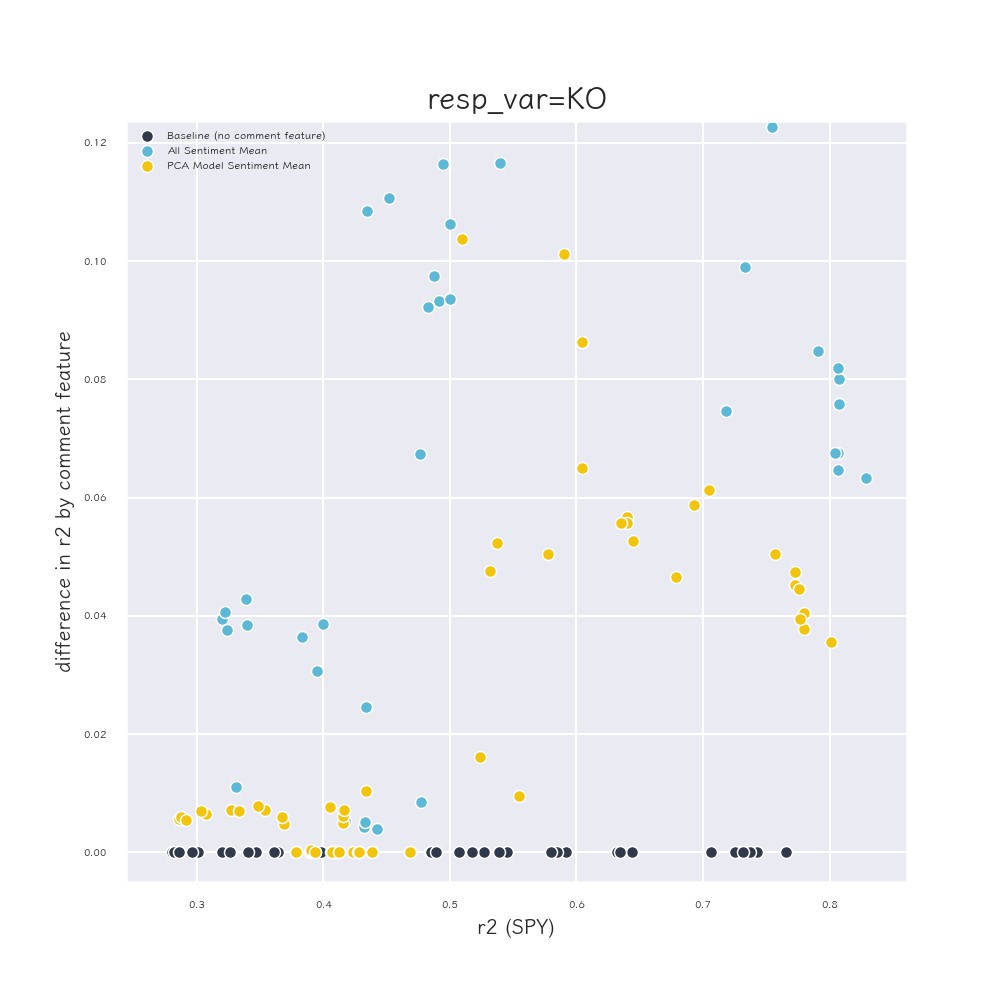 resp_var=KO
Baseline (no comment feature)
All Sentiment Mean
PCA Model Sentiment Mean
0.12
0.10
0.08
0.06
0.04
0.02
0.00
difference in r2 by comment feature
0.3 0.4 0.5 0.6 0.7 0.8
r2 (SPY)